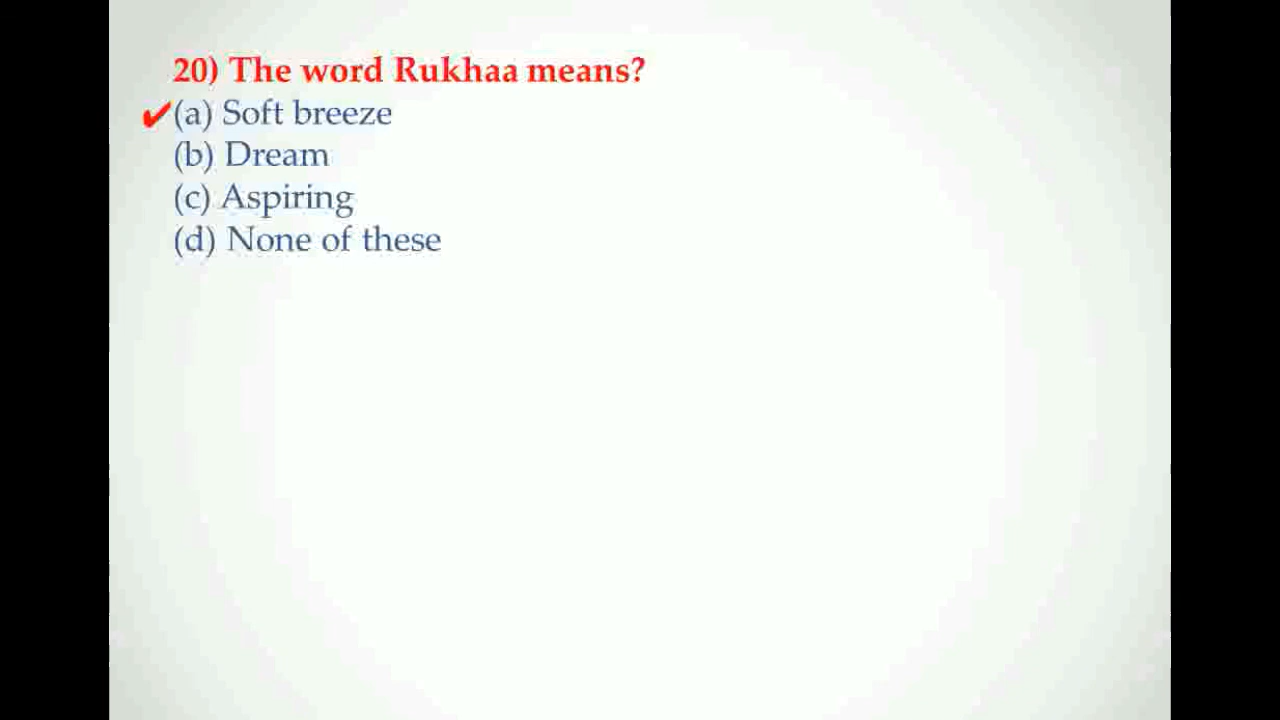 20) The word Rukhaa means?
✔(a) Soft breeze
(b) Dream
(c) Aspiring
(d) None of these